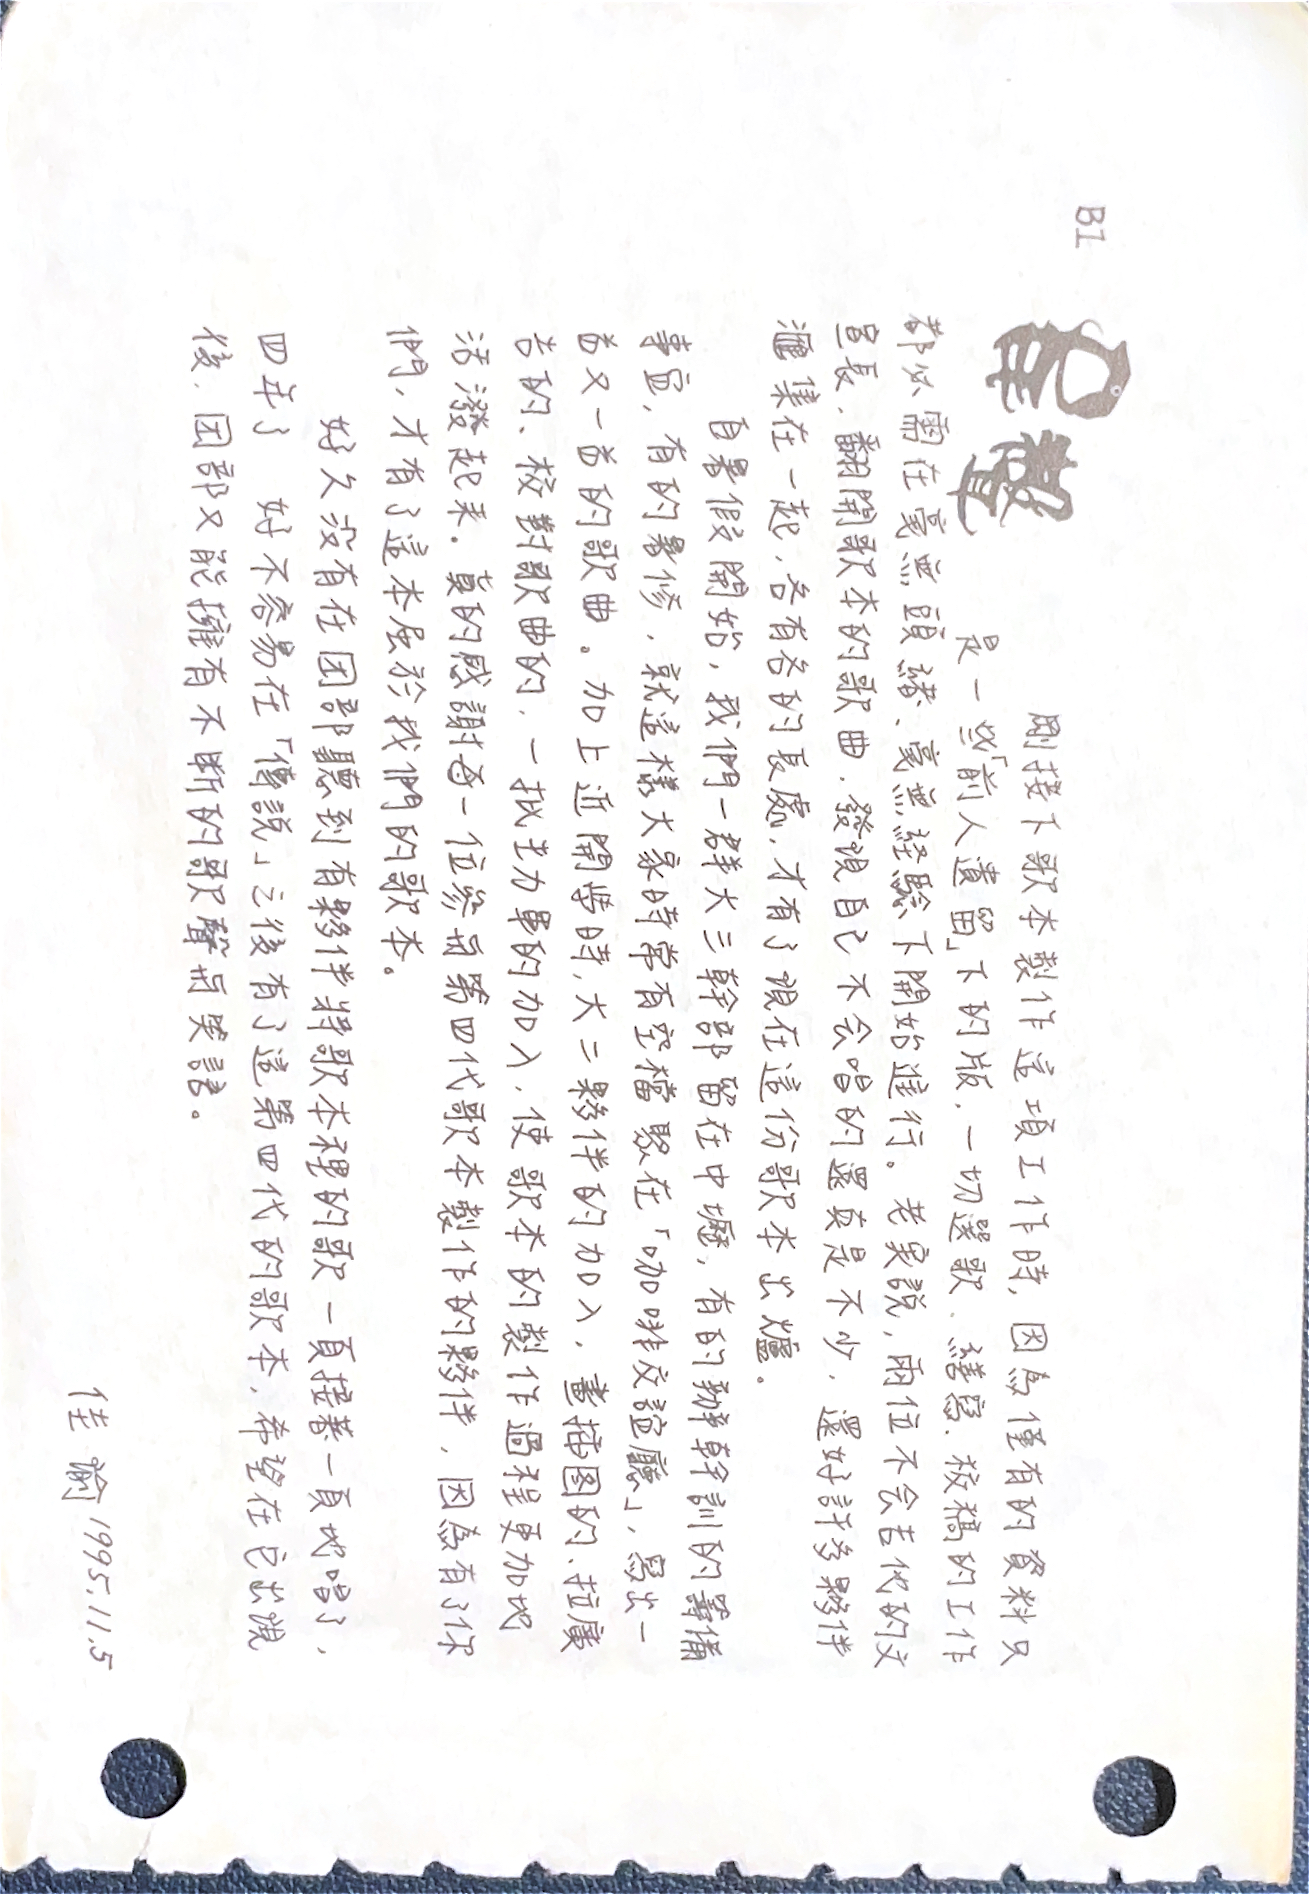 B1
聲
剛接下歌本製作這項工作時,因為僅有的資料只
是一些「前人遺留」下的版,一切選歌、繕寫、校稿的工作
都必需在毫無頭緒、毫無経驗下開始進行。老実說,兩位不会吉他的文
宣長,翻開歌本的歌曲,發現自己不会唱的還真是不少,還好許多夥伴
滙集在一起,各有各的長處,才有了現在這份歌本出爐。
自暑假開始,我們一群大三幹部留在中壢,有的辦幹訓的籌備
事宜,有的暑修,就這樣大家時常有空檔聚在「咖啡交誼廳」,寫出一
首又一首的歌曲。加上近開學時,大二夥伴的加入,畫插图的、拉廣
告的、校對歌曲的,一批生力軍的加入,使歌本的製作過程更加地
活潑起来。真的感謝每一位參与第四代歌本製作的夥伴,因為有了你
們,才有了這本屬於我們的歌本。
好久沒有在团部聽到有夥伴將歌本裡的歌一頁接著一頁地唱了,
四年了 好不容易在「傳說」之後有了這第四代的歌本,希望在它出現
後,团部又能擁有不断的歌聲与笑語。
佳瑜 1995.11.5